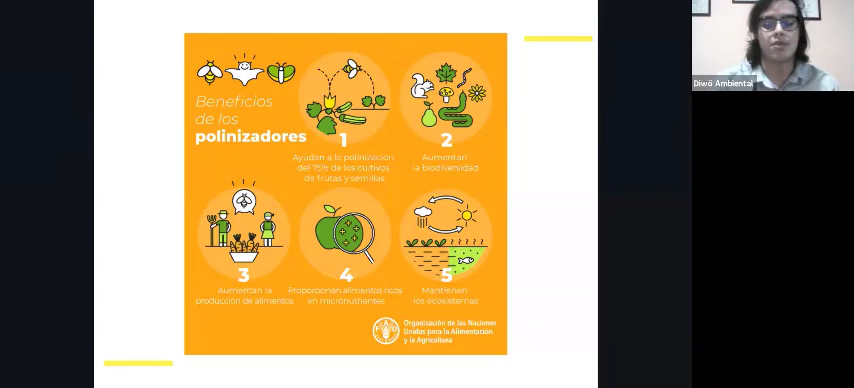 Beneficios
de los
polinizadores
1
Ayudan a la polinización
del 75% de los cultivos
de frutas y semillas
2
Aumentan
la biodiversidad
3
Aumentan la
producción de alimentos
4
Proporcionan alimentos ricos
en micronutrientes
5
Mantienen
los ecosistemas
FAO
Organización de las Naciones
Unidas para la Alimentación
y la Agricultura
Diwö Ambiental